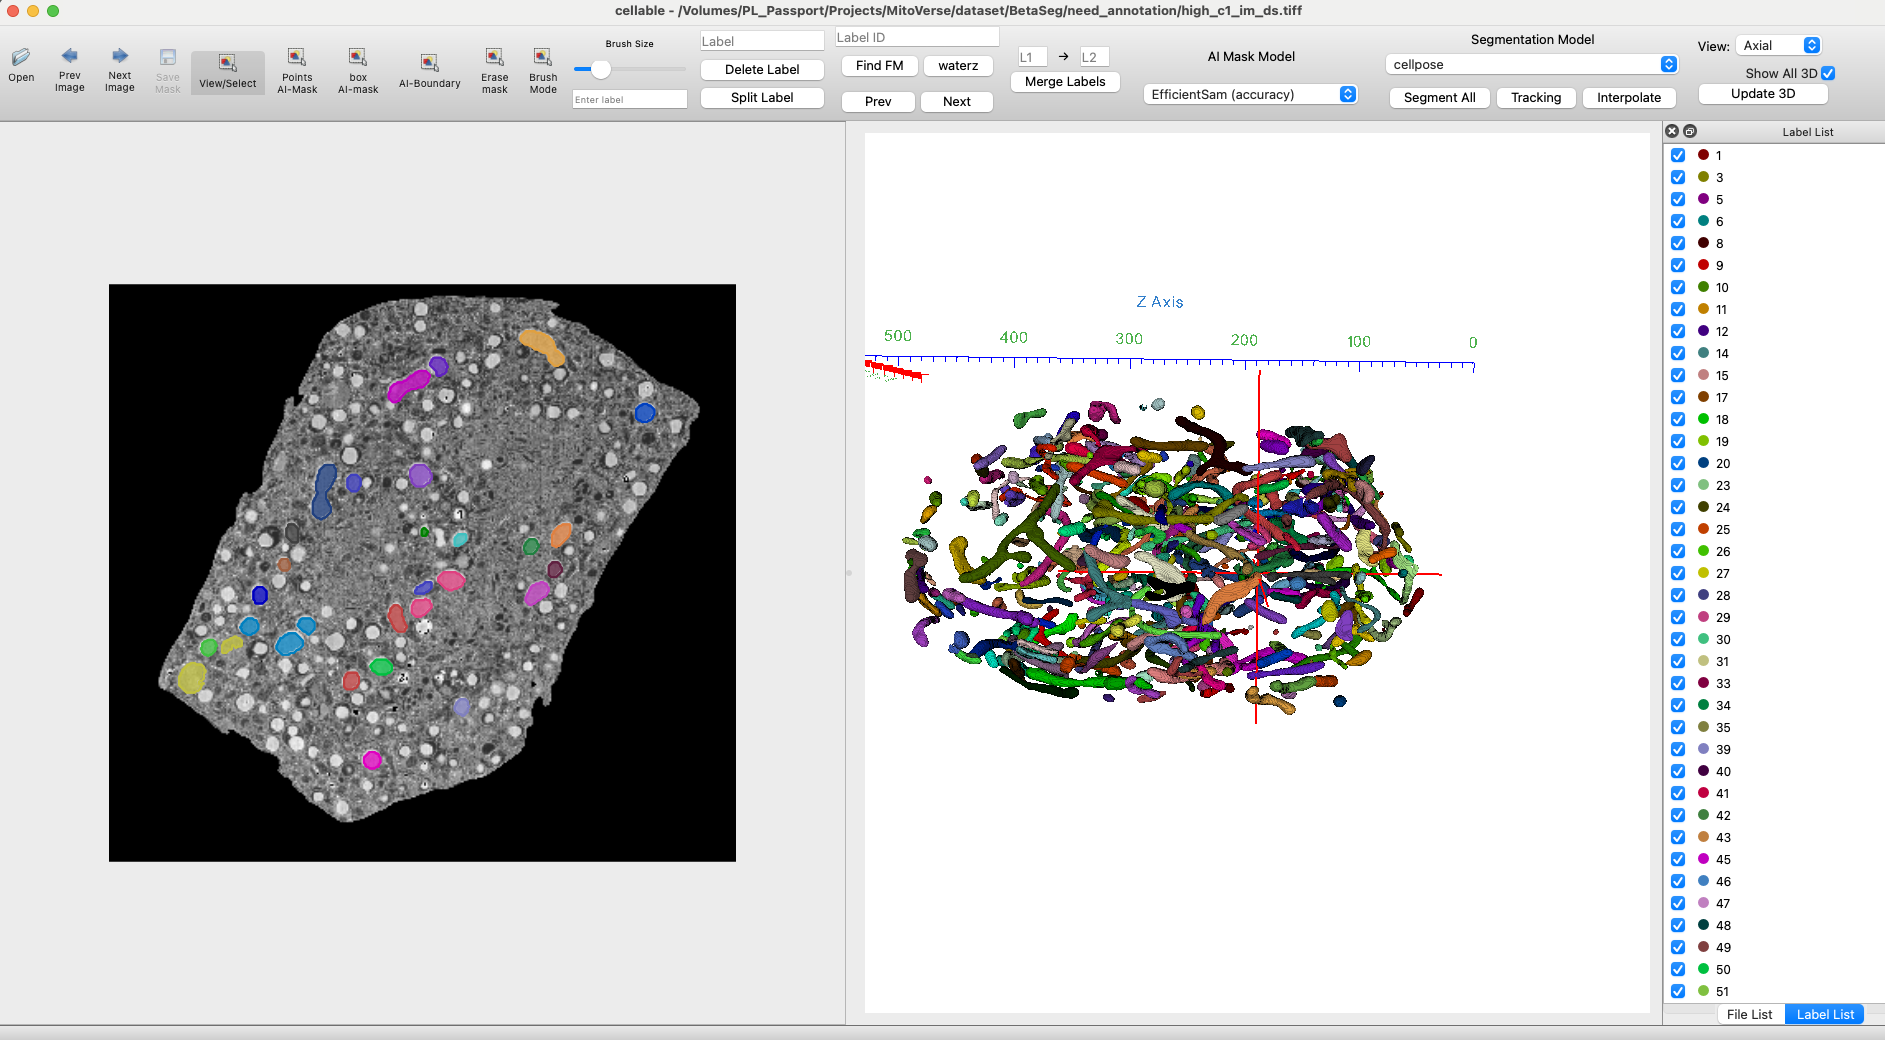 cellable - /Volumes/PL_Passport/Projects/MitoVerse/dataset/BetaSeg/need_annotation/high_c1_im_ds.tiff
Open
Prev Image
Next Image
Save Mask
View/Select
Points AI-Mask
box AI-mask
AI-Boundary
Erase mask
Brush Mode
Brush Size
Enter label
Label
Delete Label
Split Label
Label ID
Find FM
waterz
Prev
Next
L1 → L2
Merge Labels
AI Mask Model
EfficientSam (accuracy)
Segmentation Model
cellpose
Segment All
Tracking
Interpolate
View: Axial
Show All 3D
Update 3D
Z Axis
500 400 300 200 100 0
Label List
1
3
5
6
8
9
10
11
12
14
15
17
18
19
20
23
24
25
26
27
28
29
30
31
33
34
35
39
40
41
42
43
45
46
47
48
49
50
51
File List
Label List